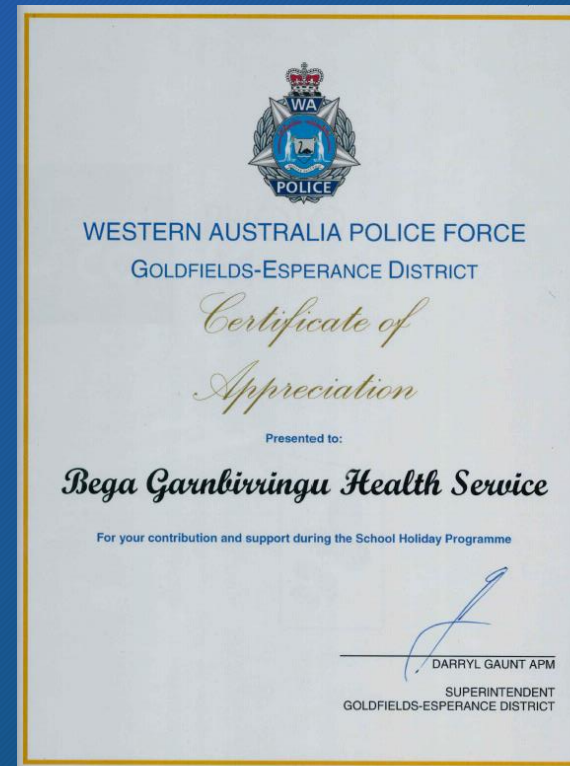 WA
POLICE
WESTERN AUSTRALIA POLICE FORCE
GOLDFIELDS-ESPERANCE DISTRICT
Certificate of
Appreciation
Presented to:
Bega Garnbirringu Health Service
For your contribution and support during the School Holiday Programme
DARRYL GAUNT APM
SUPERINTENDENT
GOLDFIELDS-ESPERANCE DISTRICT